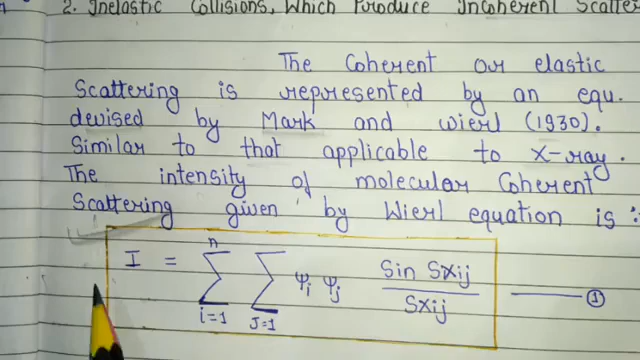 2. Inelastic Collisions, Which Produce Incoherent Scatter
The Coherent our elastic
Scattering is represented by an equ.
devised by Mark and Wierl (1930).
Similar to that applicable to X-ray.
The intensity of molecular Coherent
Scattering given by Wierl equation is :
I = n∑i=1 ∑J=1 ψi ψj Sin Sxij / Sxij —— ①